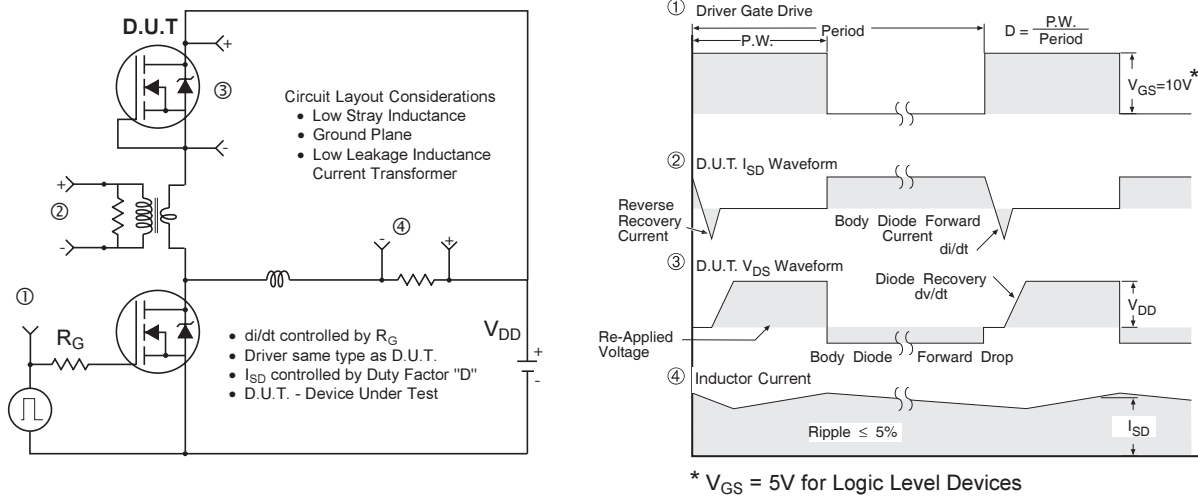 D.U.T
+
③
-
Circuit Layout Considerations
• Low Stray Inductance
• Ground Plane
• Low Leakage Inductance
Current Transformer
+
②
-
④
- +
①
R_G
V_DD
+
-
• di/dt controlled by R_G
• Driver same type as D.U.T.
• I_SD controlled by Duty Factor "D"
• D.U.T. - Device Under Test
① Driver Gate Drive
P.W.
Period
D = P.W. / Period
V_GS=10V*
② D.U.T. I_SD Waveform
Reverse
Recovery
Current
Body Diode Forward
Current
di/dt
③ D.U.T. V_DS Waveform
Diode Recovery
dv/dt
V_DD
Re-Applied
Voltage
Body Diode Forward Drop
④ Inductor Current
Ripple ≤ 5%
I_SD
* V_GS = 5V for Logic Level Devices